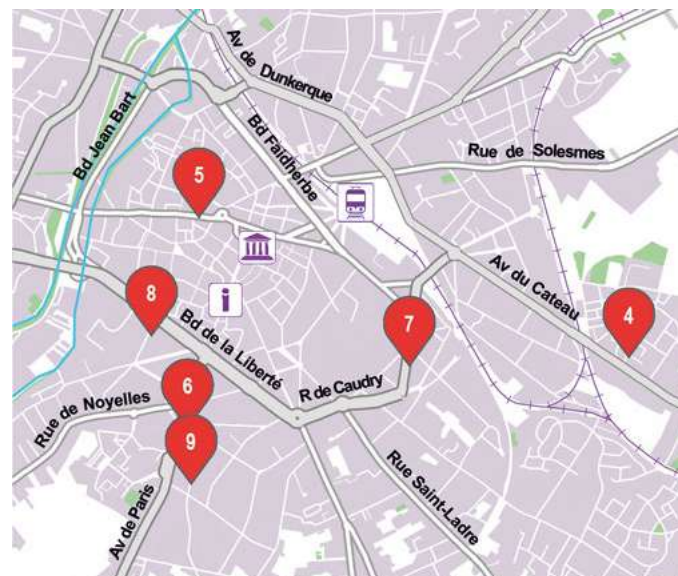 Av de Dunkerque
Bd Jean Bart
Bd Faidherbe
Rue de Solesmes
5
i
Av du Cateau
8
7
4
Bd de la Liberté
6
R de Caudry
Rue de Noyelles
9
Rue Saint-Ladre
Av de Paris